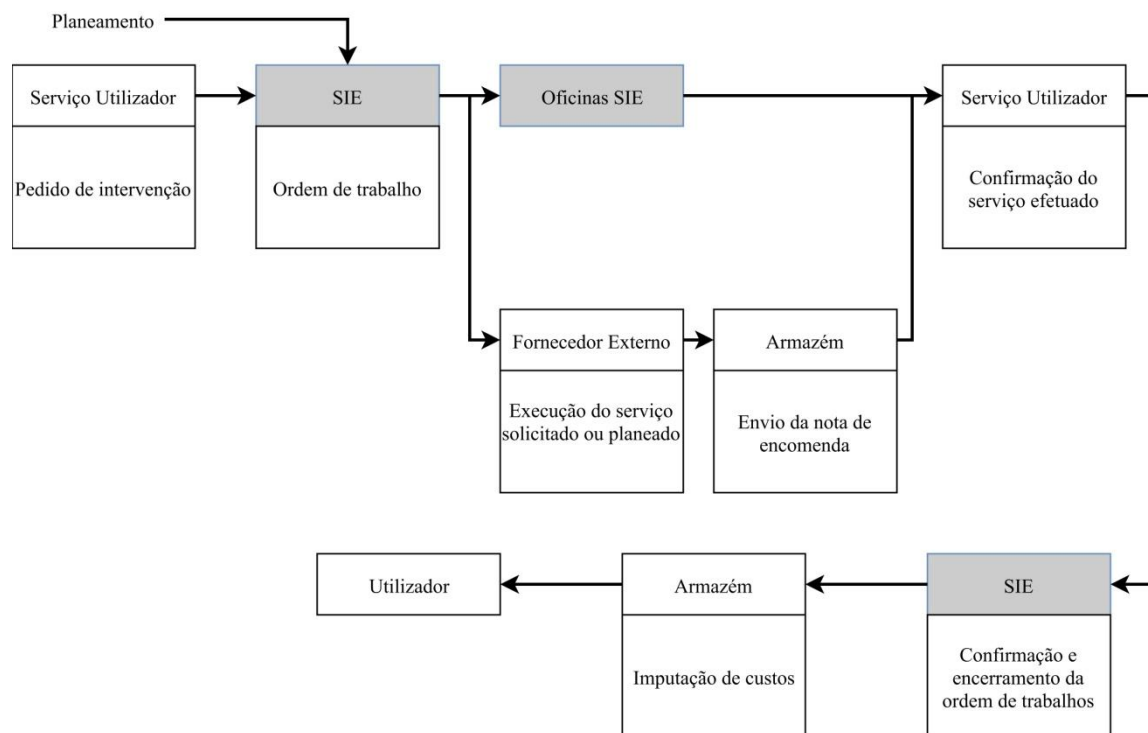 Planeamento
Serviço Utilizador
Pedido de intervenção
SIE
Ordem de trabalho
Oficinas SIE
Serviço Utilizador
Confirmação do
serviço efetuado
Fornecedor Externo
Execução do serviço
solicitado ou planeado
Armazém
Envio da nota de
encomenda
Utilizador
Armazém
Imputação de custos
SIE
Confirmação e
encerramento da
ordem de trabalhos